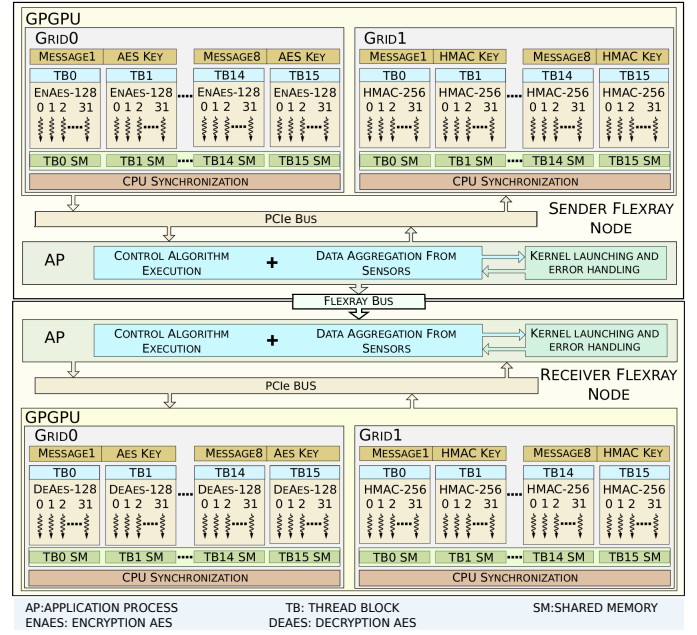 GPGPU
GRID0 GRID1
MESSAGE1 AES KEY MESSAGE8 AES KEY MESSAGE1 HMAC KEY MESSAGE8 HMAC KEY
TB0 TB1 TB14 TB15 TB0 TB1 TB14 TB15
ENAES-128 ENAES-128 ENAES-128 ENAES-128 HMAC-256 HMAC-256 HMAC-256 HMAC-256
0 1 2 31 0 1 2 31 0 1 2 31 0 1 2 31 0 1 2 31 0 1 2 31 0 1 2 31 0 1 2 31
TB0 SM TB1 SM TB14 SM TB15 SM TB0 SM TB1 SM TB14 SM TB15 SM
CPU SYNCHRONIZATION CPU SYNCHRONIZATION
PCIe BUS
SENDER FLEXRAY
NODE
AP
CONTROL ALGORITHM
EXECUTION
+
DATA AGGREGATION FROM
SENSORS
KERNEL LAUNCHING AND
ERROR HANDLING
FLEXRAY BUS
AP
CONTROL ALGORITHM
EXECUTION
+
DATA AGGREGATION FROM
SENSORS
KERNEL LAUNCHING AND
ERROR HANDLING
PCIe BUS
RECEIVER FLEXRAY
NODE
GPGPU
GRID0 GRID1
MESSAGE1 AES KEY MESSAGE8 AES KEY MESSAGE1 HMAC KEY MESSAGE8 HMAC KEY
TB0 TB1 TB14 TB15 TB0 TB1 TB14 TB15
DEAES-128 DEAES-128 DEAES-128 DEAES-128 HMAC-256 HMAC-256 HMAC-256 HMAC-256
0 1 2 31 0 1 2 31 0 1 2 31 0 1 2 31 0 1 2 31 0 1 2 31 0 1 2 31 0 1 2 31
TB0 SM TB1 SM TB14 SM TB15 SM TB0 SM TB1 SM TB14 SM TB15 SM
CPU SYNCHRONIZATION CPU SYNCHRONIZATION
AP:APPLICATION PROCESS TB: THREAD BLOCK SM:SHARED MEMORY
ENAES: ENCRYPTION AES DEAES: DECRYPTION AES